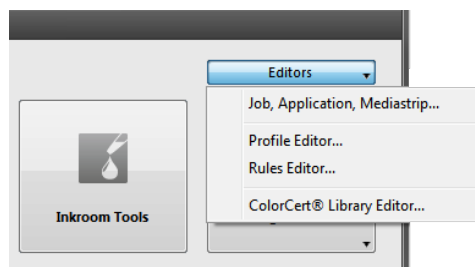 Editors
Job, Application, Mediastrip...
Profile Editor...
Rules Editor...
ColorCert® Library Editor...
Inkroom Tools